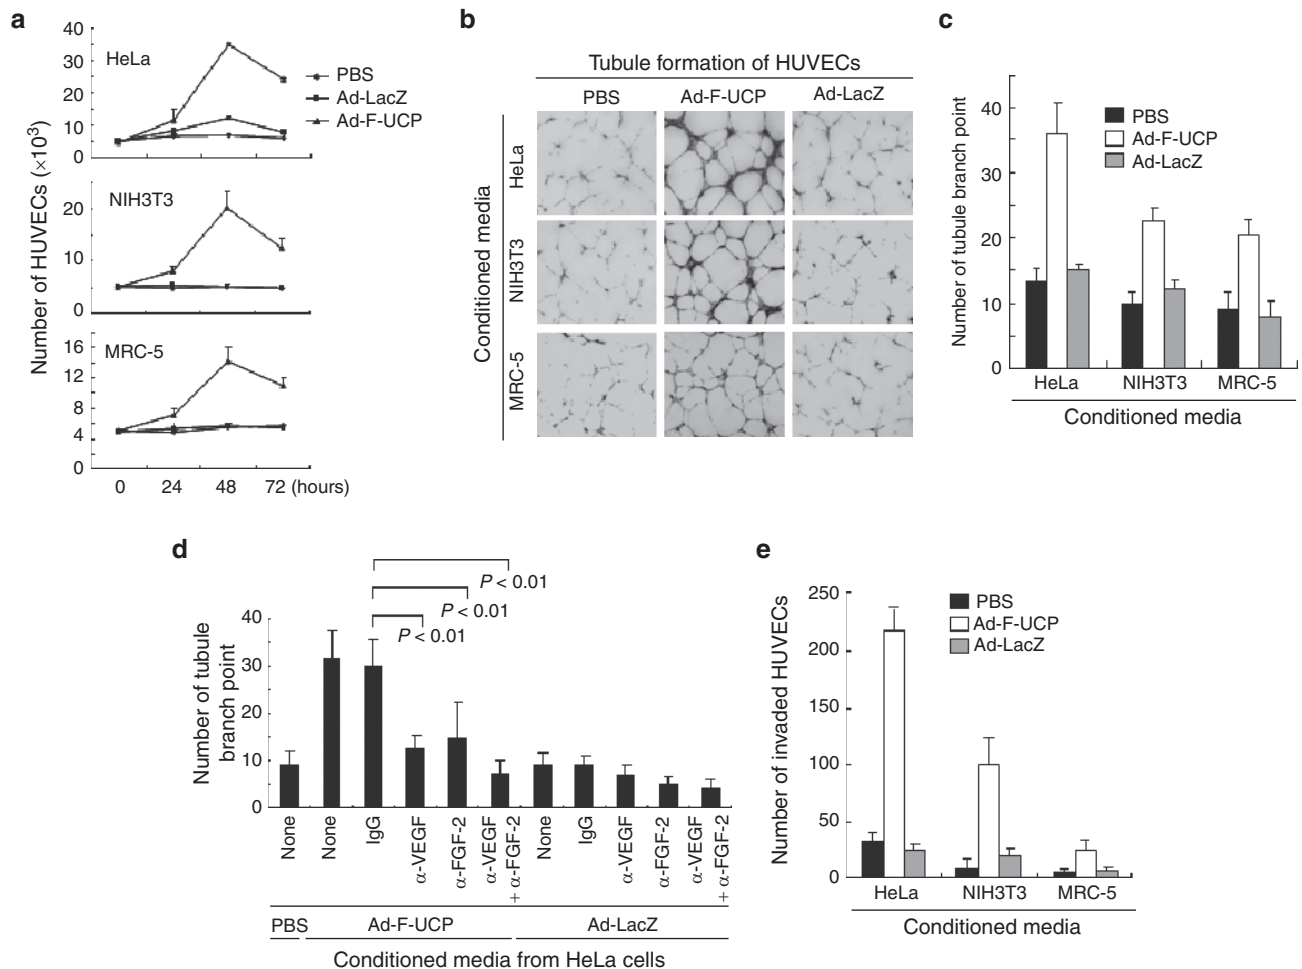 a
Number of HUVECs (×10³)
40
30
20
10
0
HeLa
PBS
Ad-LacZ
Ad-F-UCP
20
10
0
NIH3T3
16
12
8
4
0
MRC-5
0 24 48 72 (hours)
b
Tubule formation of HUVECs
PBS Ad-F-UCP Ad-LacZ
Conditioned media
HeLa
NIH3T3
MRC-5
c
Number of tubule branch point
40
30
20
10
0
PBS
Ad-F-UCP
Ad-LacZ
HeLa NIH3T3 MRC-5
Conditioned media
d
P < 0.01
P < 0.01
P < 0.01
Number of tubule
branch point
40
30
20
10
0
None
None
IgG
α-VEGF
α-FGF-2
α-VEGF
+ α-FGF-2
None
IgG
α-VEGF
α-FGF-2
α-VEGF
+ α-FGF-2
PBS Ad-F-UCP Ad-LacZ
Conditioned media from HeLa cells
e
Number of invaded HUVECs
250
200
150
100
50
0
PBS
Ad-F-UCP
Ad-LacZ
HeLa NIH3T3 MRC-5
Conditioned media